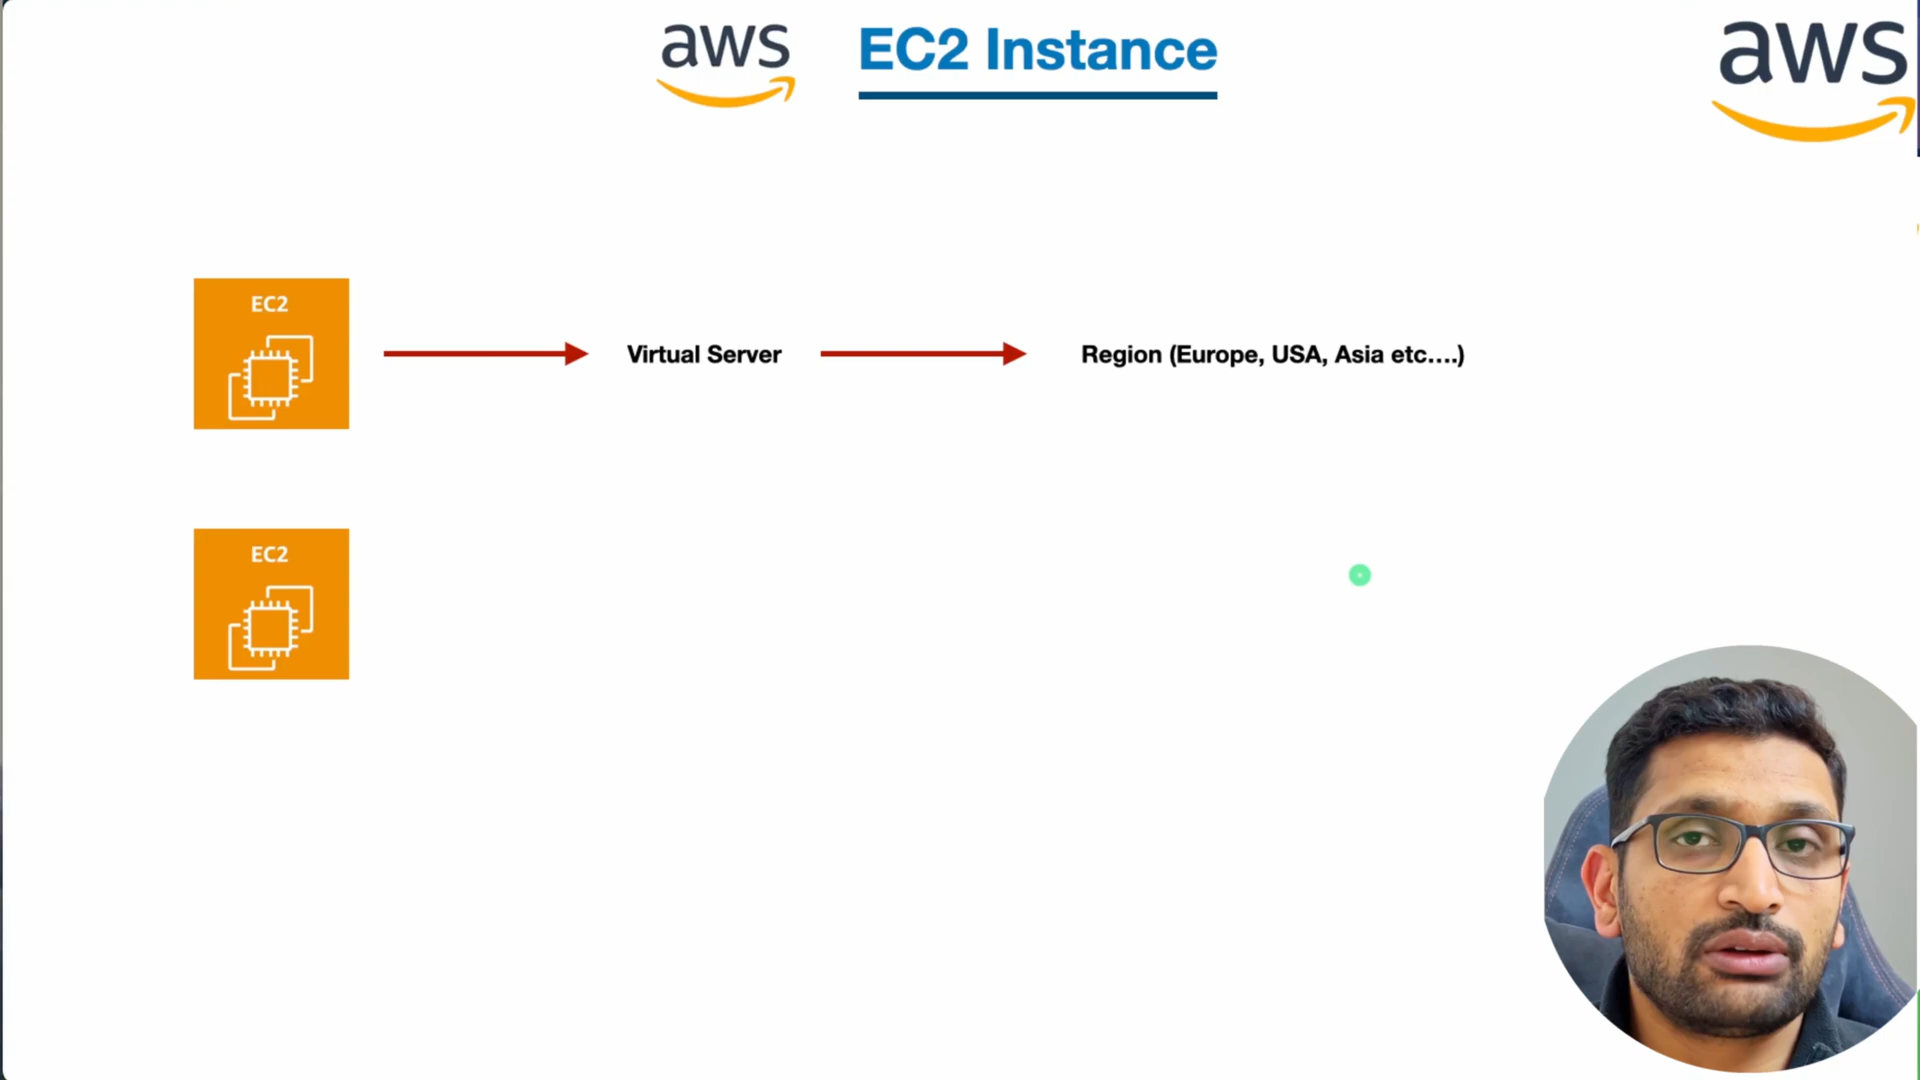 aws
EC2 Instance
aws
EC2
Virtual Server
Region (Europe, USA, Asia etc....)
EC2